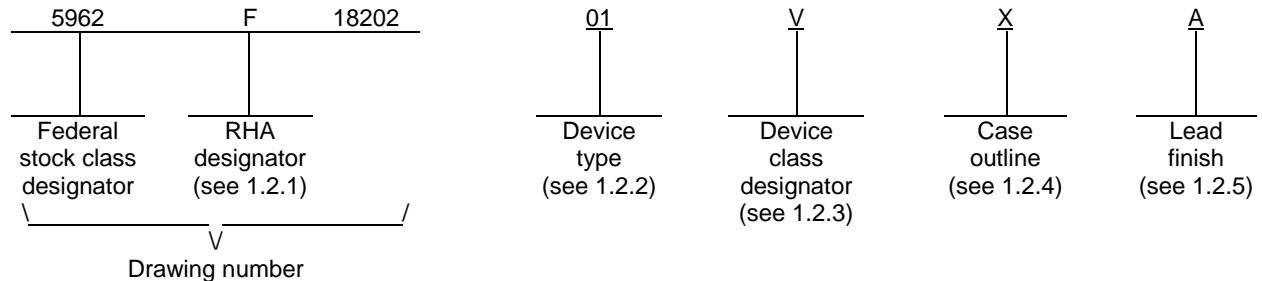 5962 F 18202 01 V X A
Federal stock class designator
RHA designator (see 1.2.1)
Device type (see 1.2.2)
Device class designator (see 1.2.3)
Case outline (see 1.2.4)
Lead finish (see 1.2.5)
\ /
\/
Drawing number